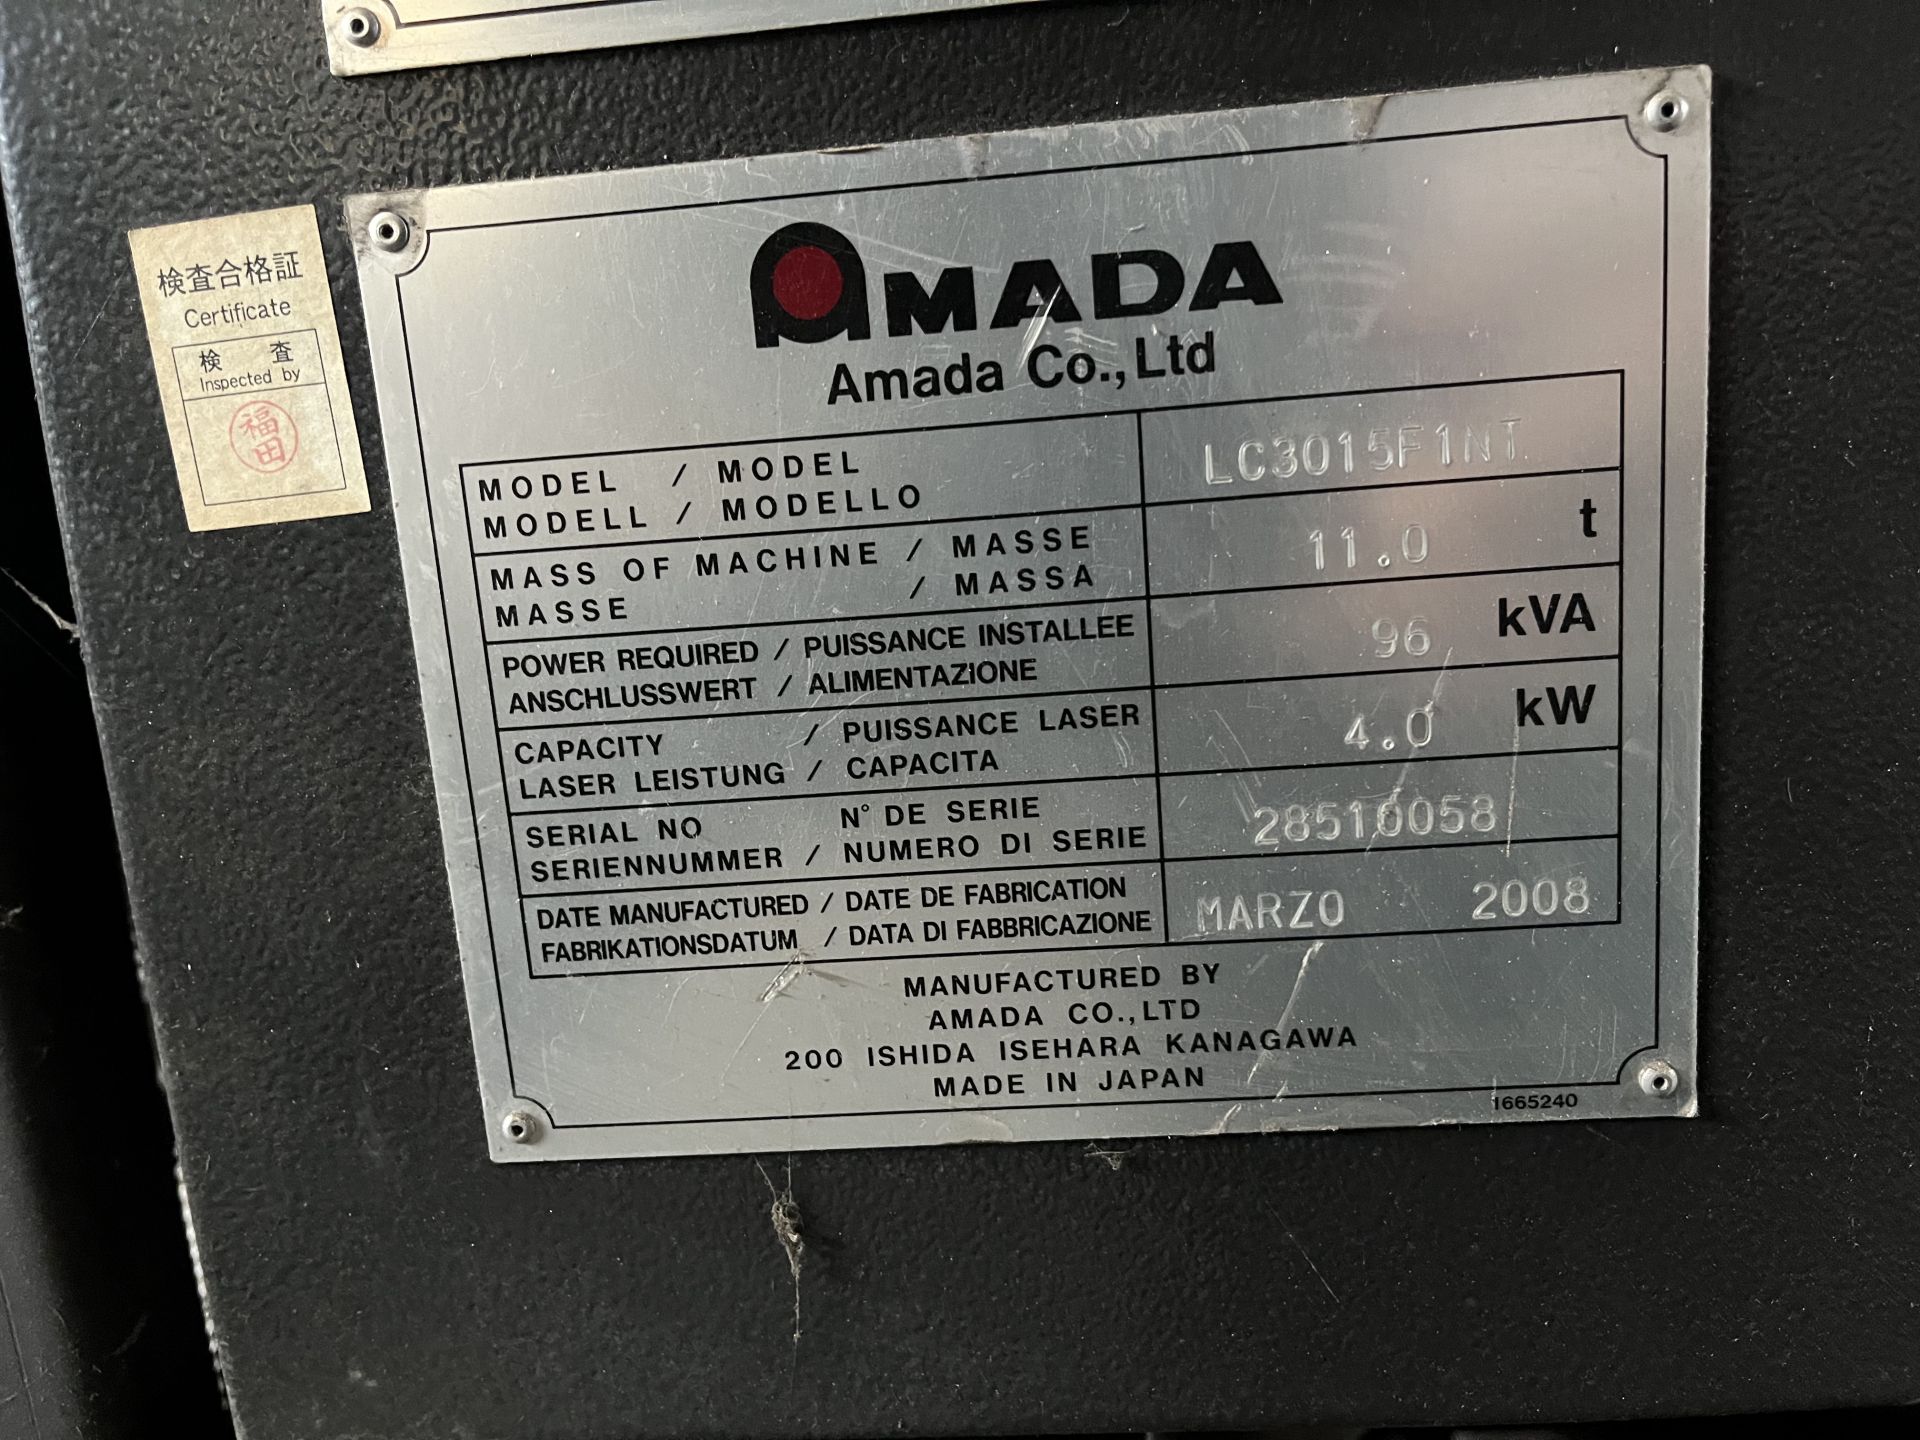 検査合格証
Certificate
検 査
Inspected by
福田
AMADA
Amada Co.,Ltd
MODEL / MODEL
MODELL / MODELLO
LC3015F1NT
MASS OF MACHINE / MASSE
MASSE / MASSA
11.0 t
POWER REQUIRED / PUISSANCE INSTALLEE
ANSCHLUSSWERT / ALIMENTAZIONE
96 kVA
CAPACITY / PUISSANCE LASER
LASER LEISTUNG / CAPACITA
4.0 kW
SERIAL NO N° DE SERIE
SERIENNUMMER / NUMERO DI SERIE
28510058
DATE MANUFACTURED / DATE DE FABRICATION
FABRIKATIONSDATUM / DATA DI FABBRICAZIONE
MARZO 2008
MANUFACTURED BY
AMADA CO.,LTD
200 ISHIDA ISEHARA KANAGAWA
MADE IN JAPAN
1665240